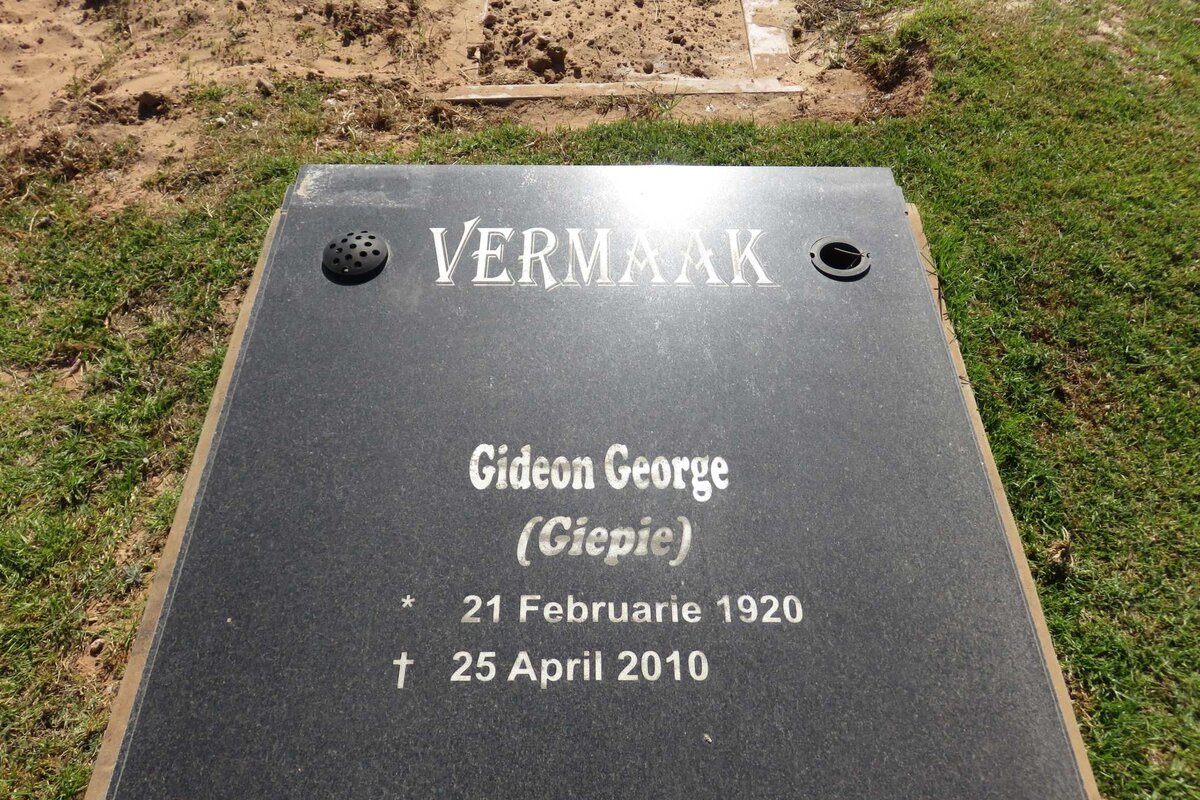 VERMAAK
Gideon George
(Giepie)
* 21 Februarie 1920
† 25 April 2010